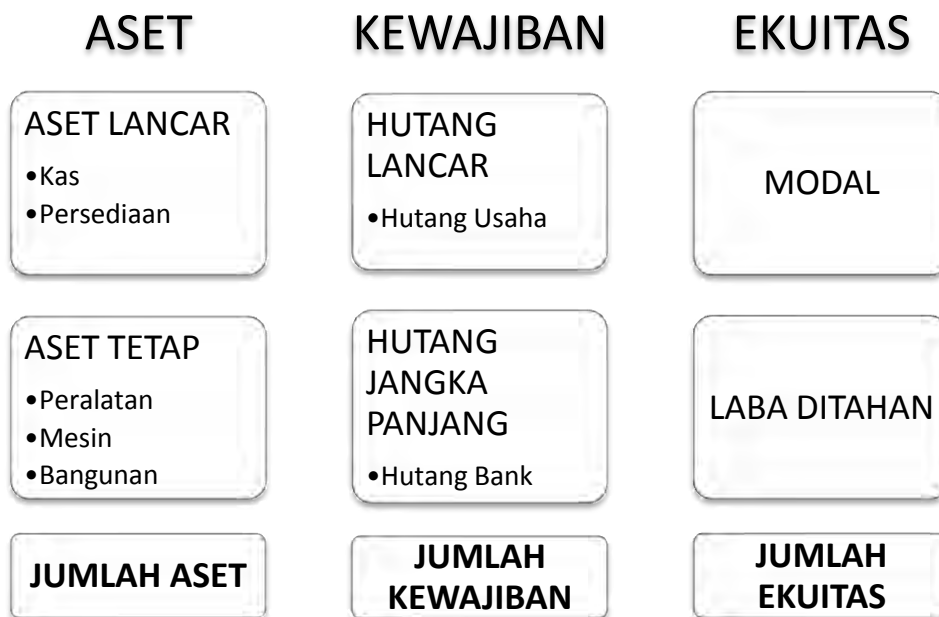 ASET
KEWAJIBAN
EKUITAS
ASET LANCAR
•Kas
•Persediaan
HUTANG
LANCAR
•Hutang Usaha
MODAL
ASET TETAP
•Peralatan
•Mesin
•Bangunan
HUTANG
JANGKA
PANJANG
•Hutang Bank
LABA DITAHAN
JUMLAH ASET
JUMLAH
KEWAJIBAN
JUMLAH
EKUITAS